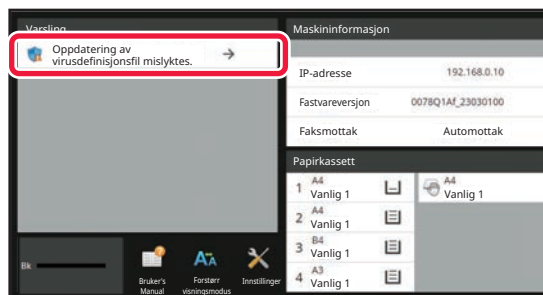 Varsling
Oppdatering av
virusdefinisjonsfil mislyktes.
Bk
Bruker's
Manual
Forstørr
visningsmodus
Innstillinger
Maskininformasjon
IP-adresse 192.168.0.10
Fastvareversjon 0078Q1Af_23030100
Faksmottak Automottak
Papirkassett
1 A4
Vanlig 1
A4
Vanlig 1
2 A4
Vanlig 1
3 B4
Vanlig 1
4 A3
Vanlig 1